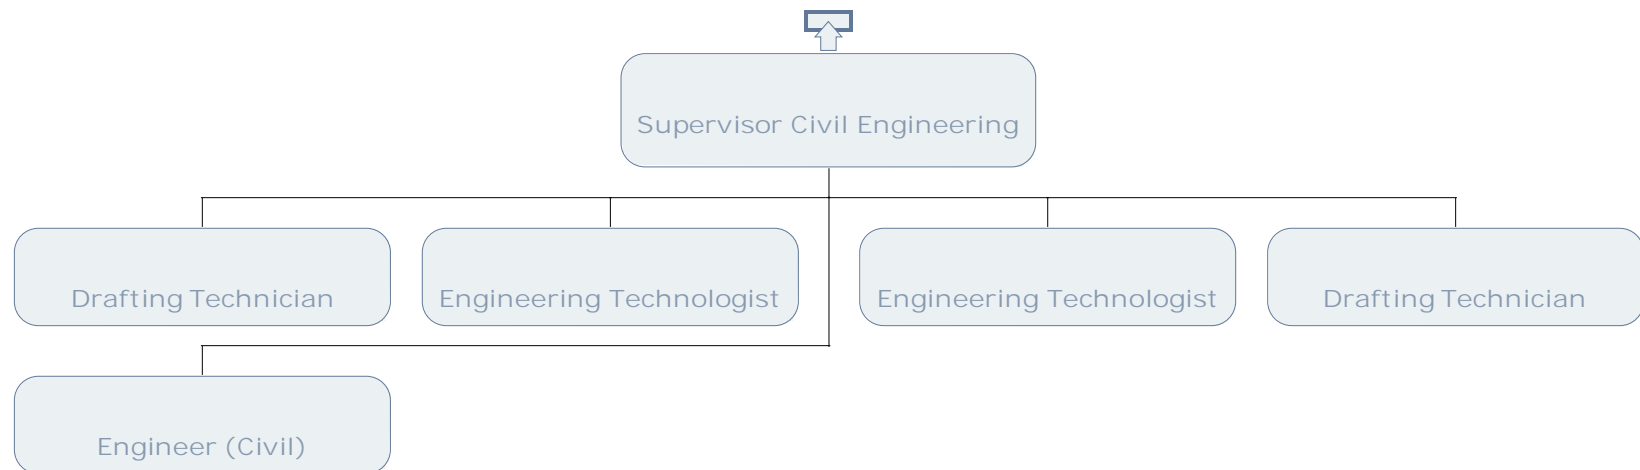 Supervisor Civil Engineering
Drafting Technician
Engineering Technologist
Engineering Technologist
Drafting Technician
Engineer (Civil)